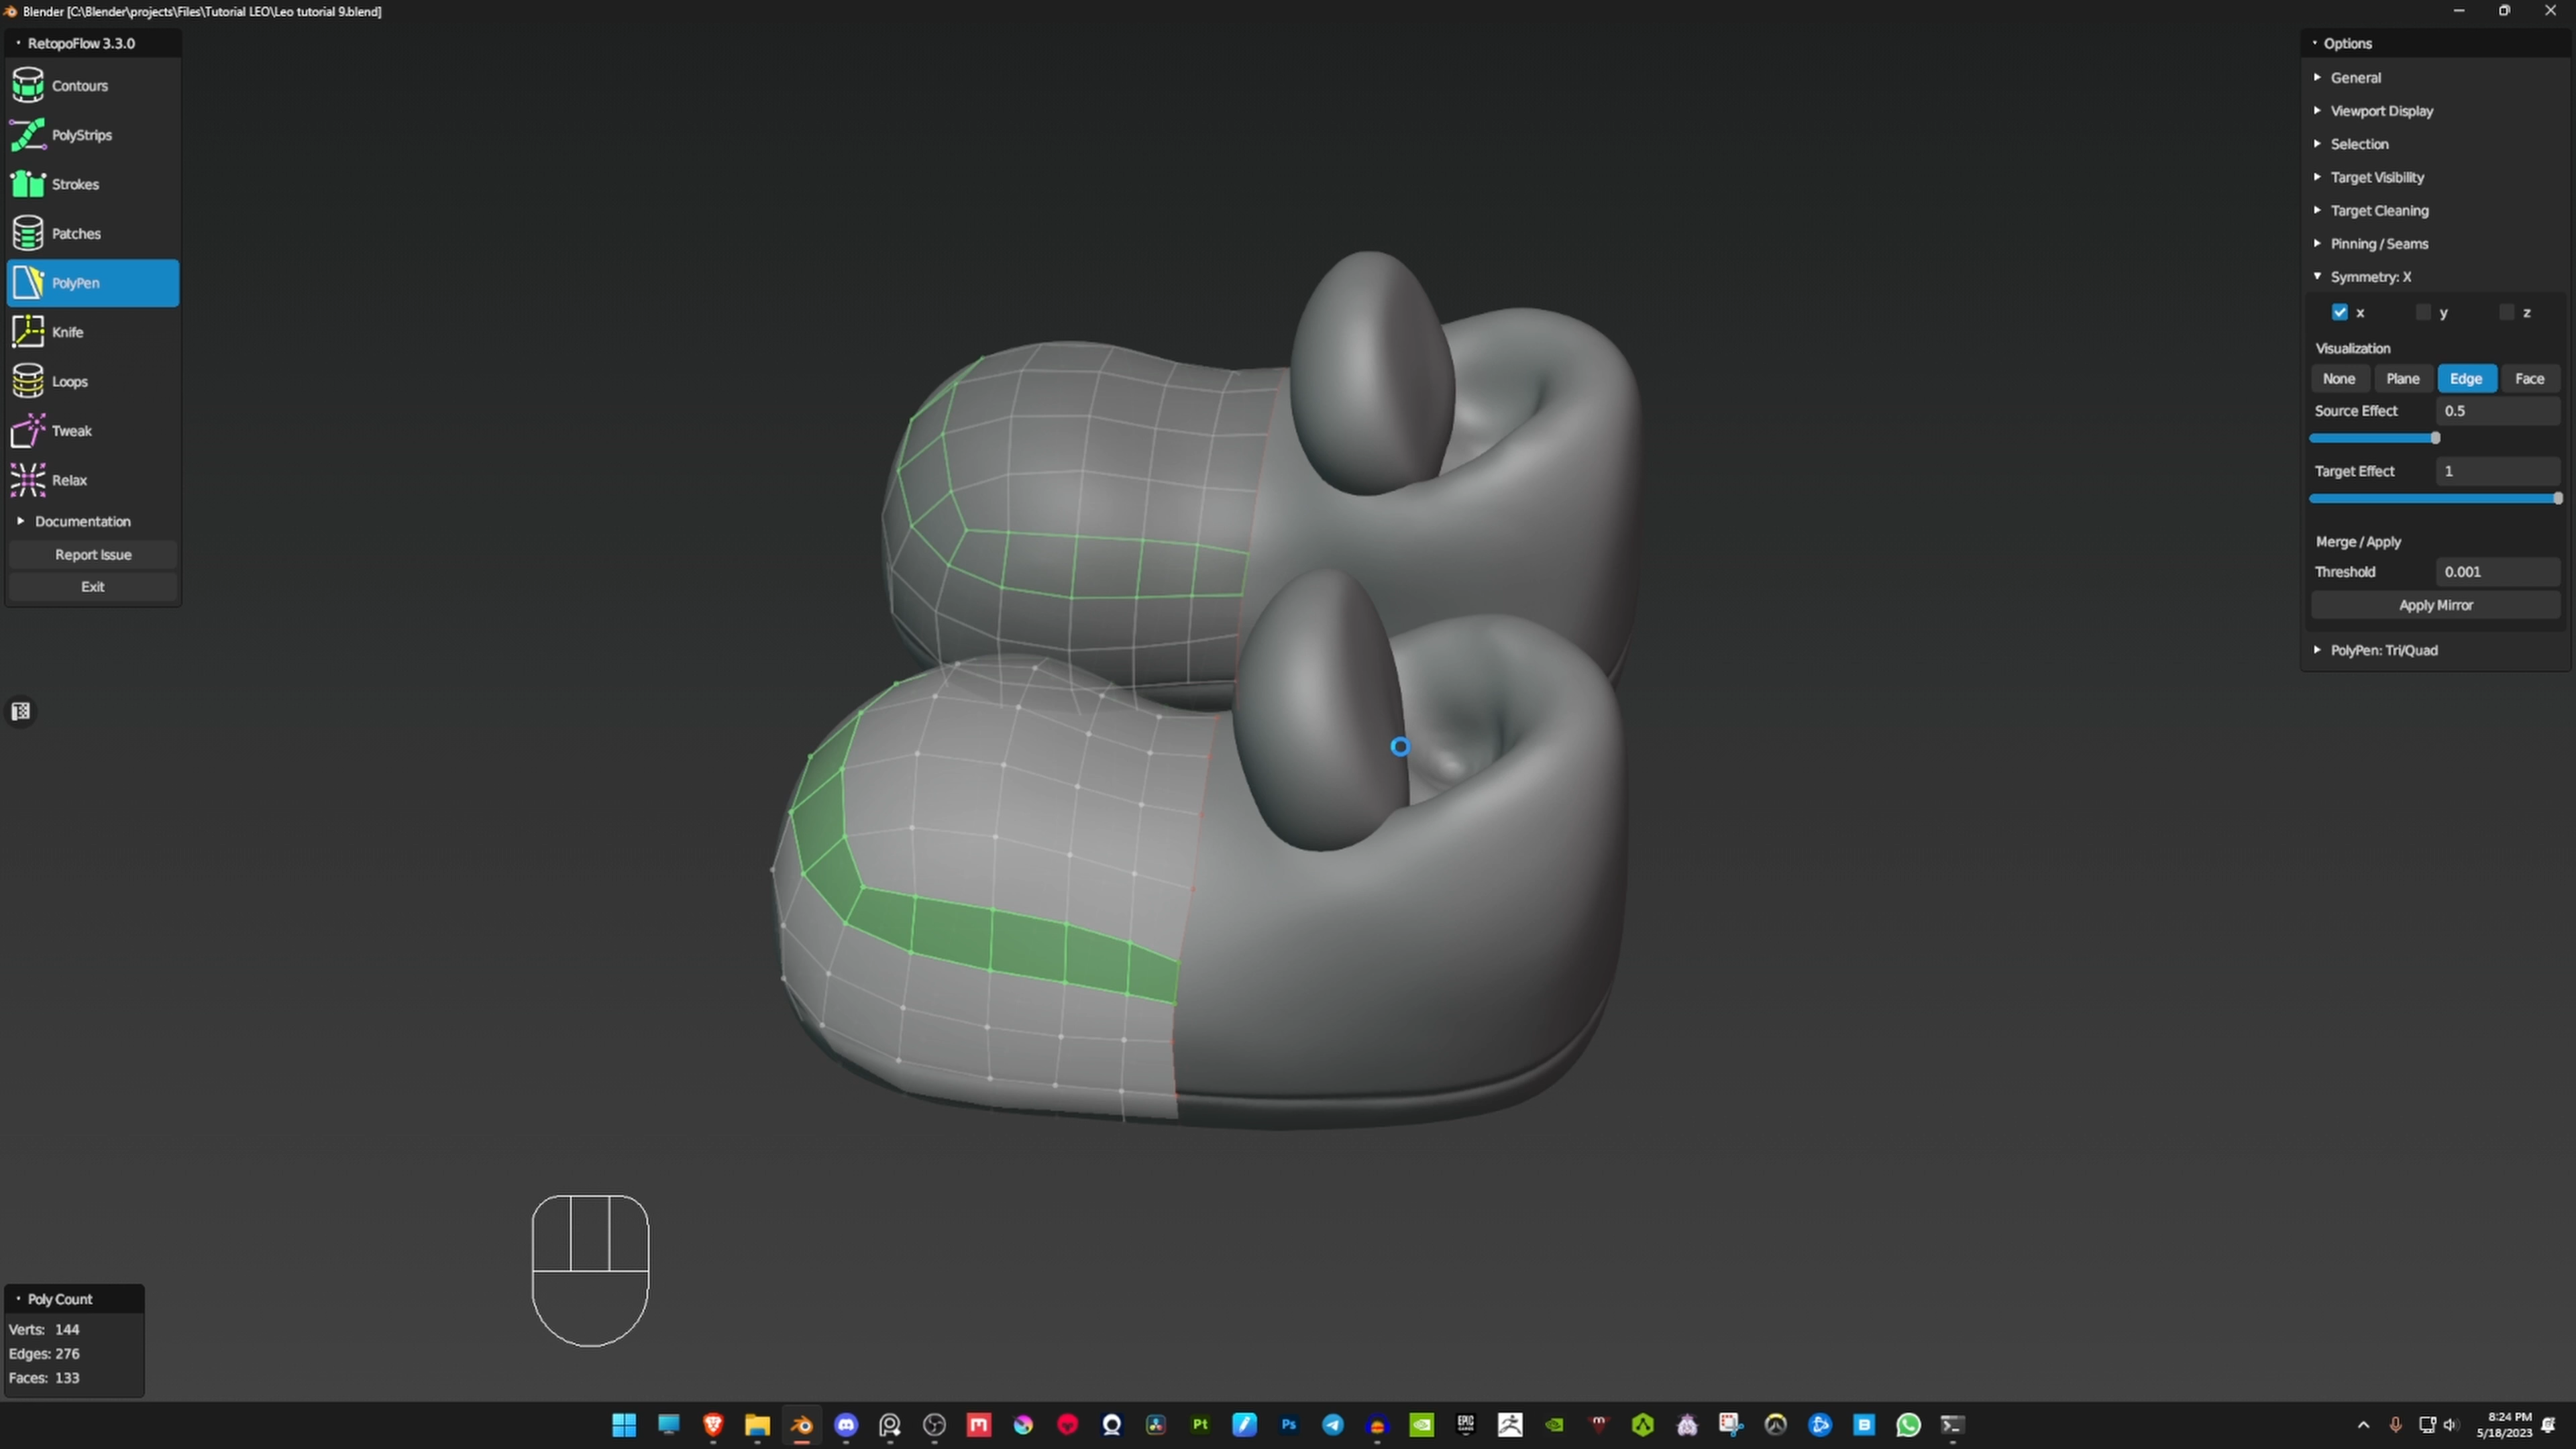 Blender [C:\Blender\projects\Files\Tutorial LEO\Leo tutorial 9.blend]
RetopoFlow 3.3.0
Contours
PolyStrips
Strokes
Patches
PolyPen
Knife
Loops
Tweak
Relax
Documentation
Report Issue
Exit
Options
General
Viewport Display
Selection
Target Visibility
Target Cleaning
Pinning / Seams
Symmetry: X
x y z
Visualization
None Plane Edge Face
Source Effect 0.5
Target Effect 1
Merge / Apply
Threshold 0.001
Apply Mirror
PolyPen: Tri/Quad
Poly Count
Verts: 144
Edges: 276
Faces: 133
Pt
Ps
EPIC GAMES
8:24 PM
5/18/2023